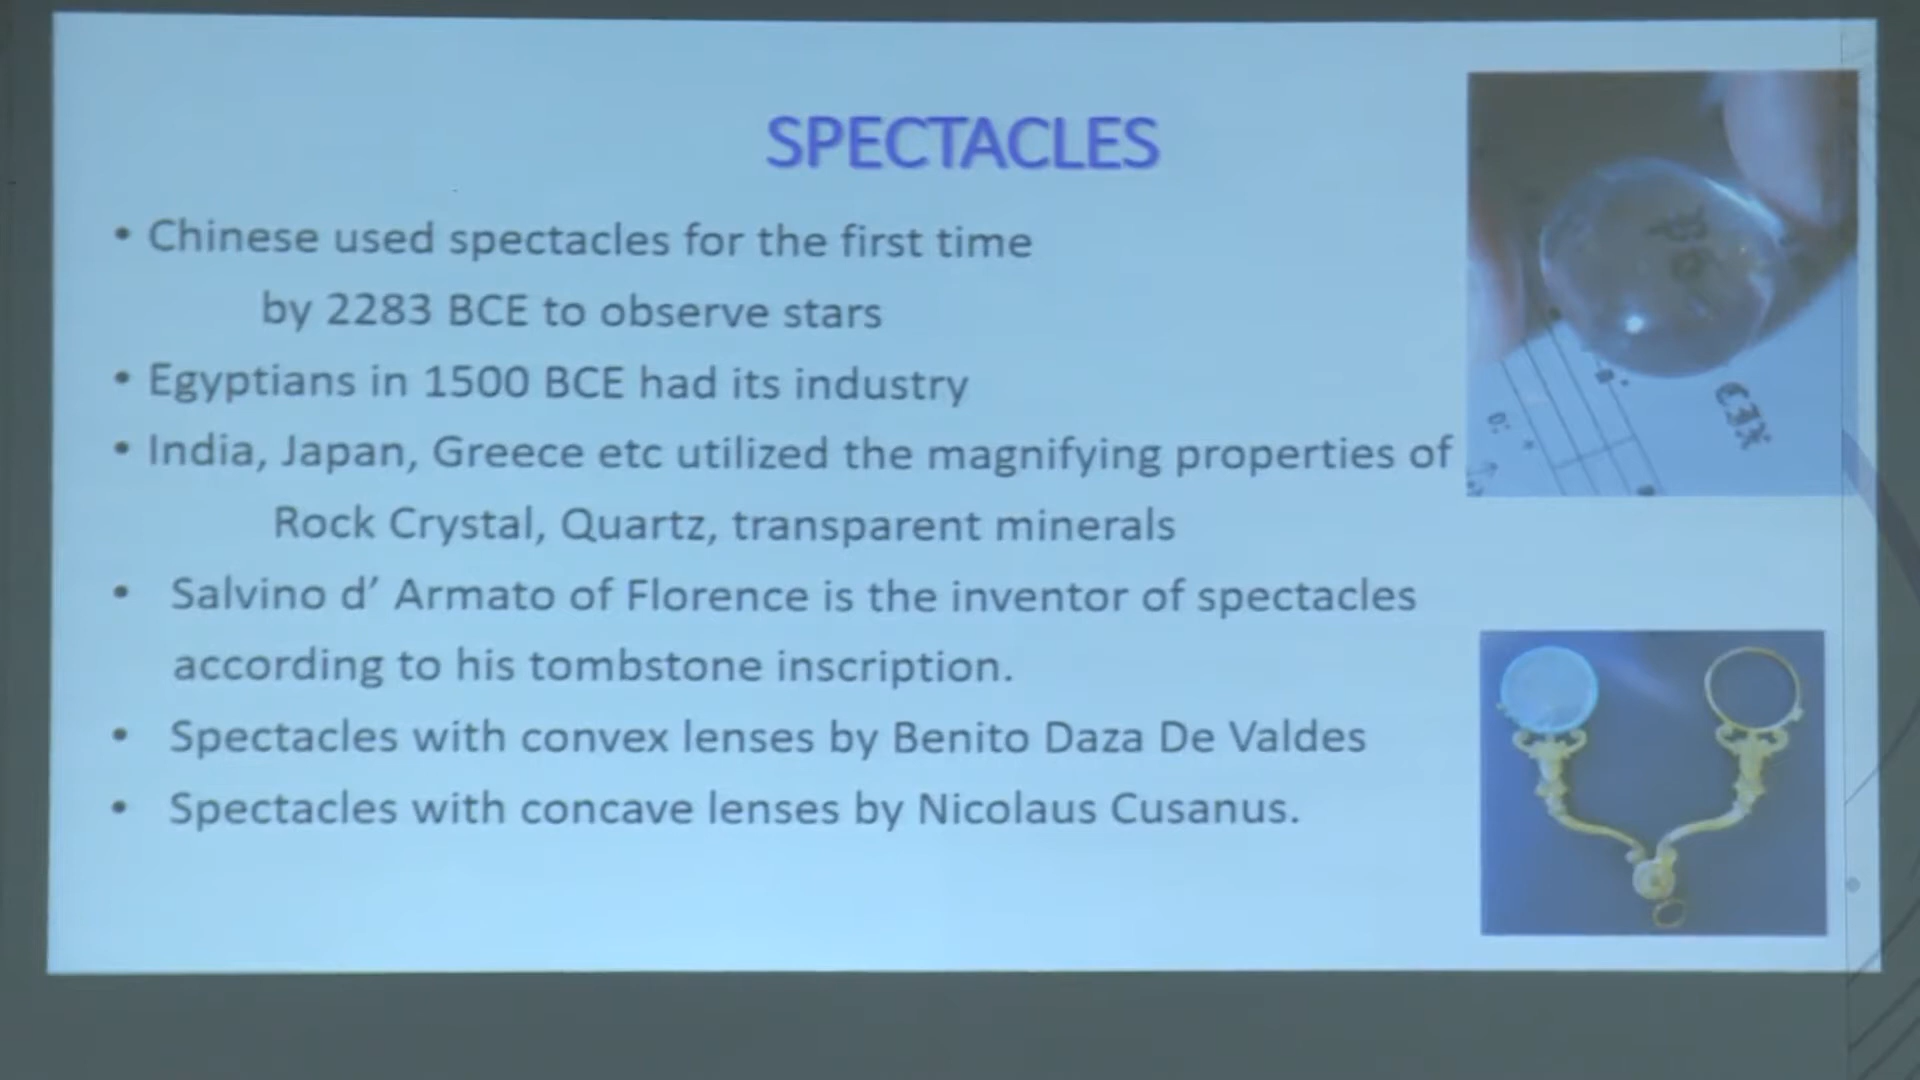 SPECTACLES
• Chinese used spectacles for the first time
by 2283 BCE to observe stars
• Egyptians in 1500 BCE had its industry
• India, Japan, Greece etc utilized the magnifying properties of
Rock Crystal, Quartz, transparent minerals
• Salvino d’ Armato of Florence is the inventor of spectacles
according to his tombstone inscription.
• Spectacles with convex lenses by Benito Daza De Valdes
• Spectacles with concave lenses by Nicolaus Cusanus.